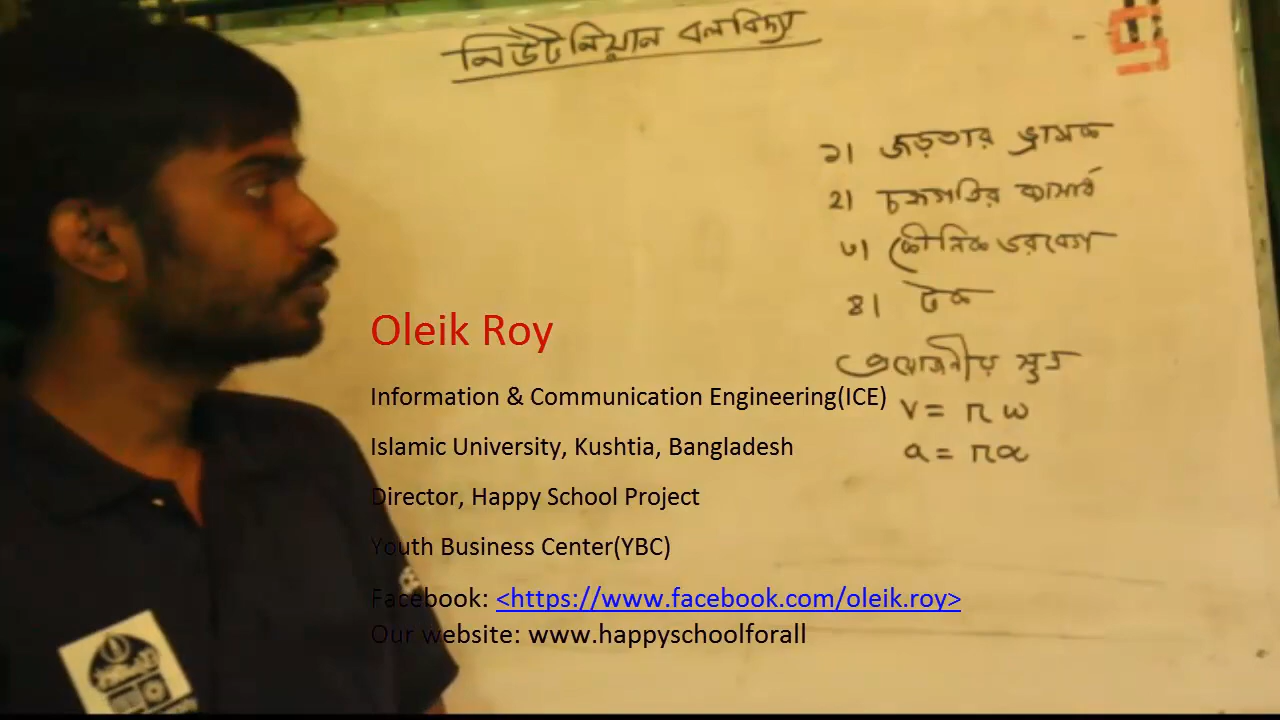 নিউটনিয়ান বলবিদ্যা
১। জড়তার ভ্রামক
২। চক্রগতির ব্যাসার্ধ
৩। কৌনিক ভরবেগ
৪। টর্ক
প্রয়োজনীয় সুত্র
v = rω
a = rα
Oleik Roy
Information & Communication Engineering(ICE)
Islamic University, Kushtia, Bangladesh
Director, Happy School Project
Youth Business Center(YBC)
Facebook: <https://www.facebook.com/oleik.roy>
Our website: www.happyschoolforall